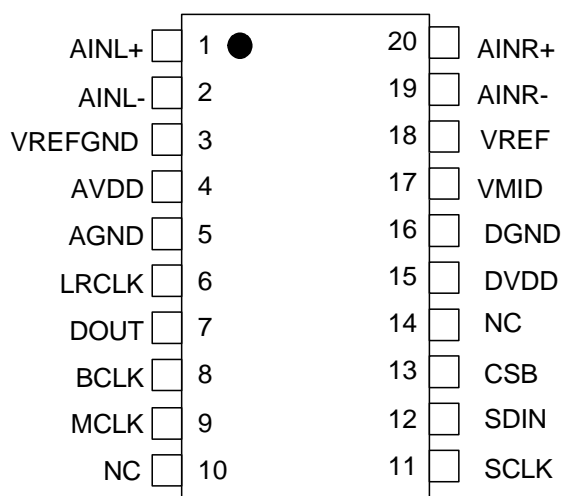 AINL+ 1 20 AINR+
AINL- 2 19 AINR-
VREFGND 3 18 VREF
AVDD 4 17 VMID
AGND 5 16 DGND
LRCLK 6 15 DVDD
DOUT 7 14 NC
BCLK 8 13 CSB
MCLK 9 12 SDIN
NC 10 11 SCLK